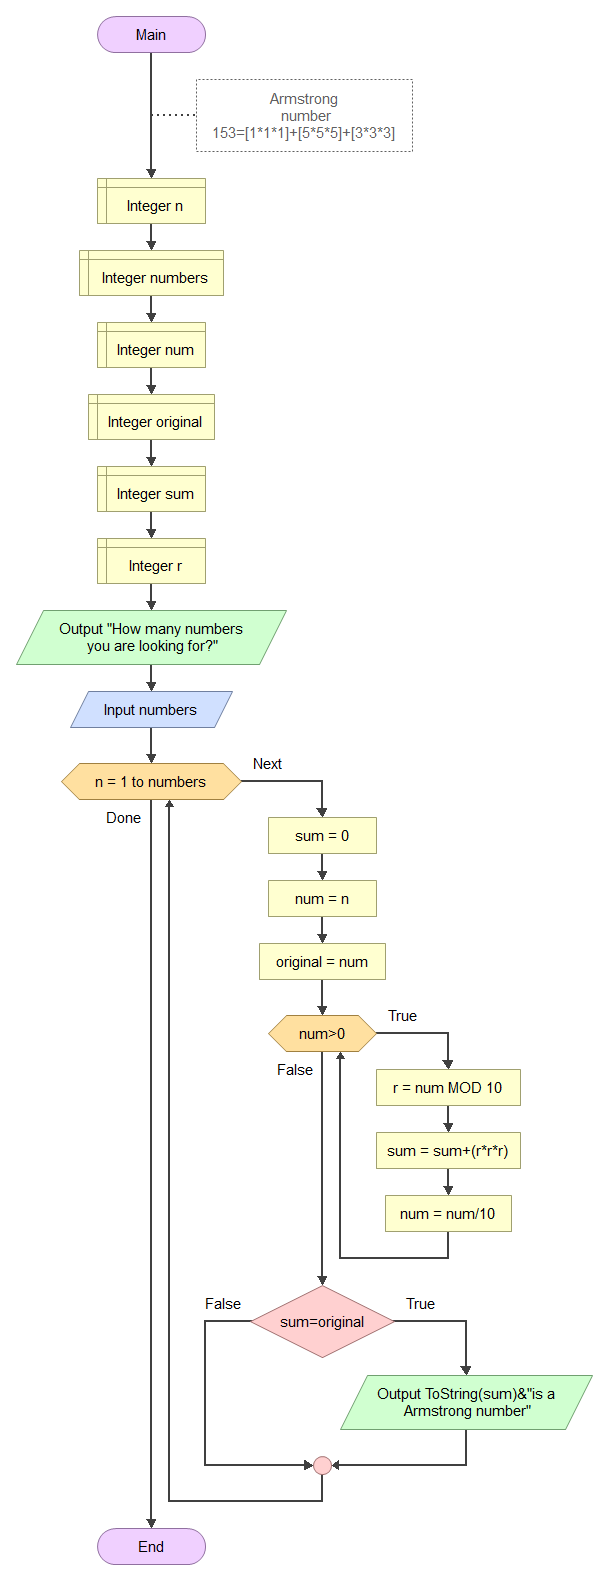 Main
Armstrong
number
153=[1*1*1]+[5*5*5]+[3*3*3]
Integer n
Integer numbers
Integer num
Integer original
Integer sum
Integer r
Output "How many numbers
you are looking for?"
Input numbers
n = 1 to numbers
Next
Done
sum = 0
num = n
original = num
num>0
True
False
r = num MOD 10
sum = sum+(r*r*r)
num = num/10
False
True
sum=original
Output ToString(sum)&"is a
Armstrong number"
End